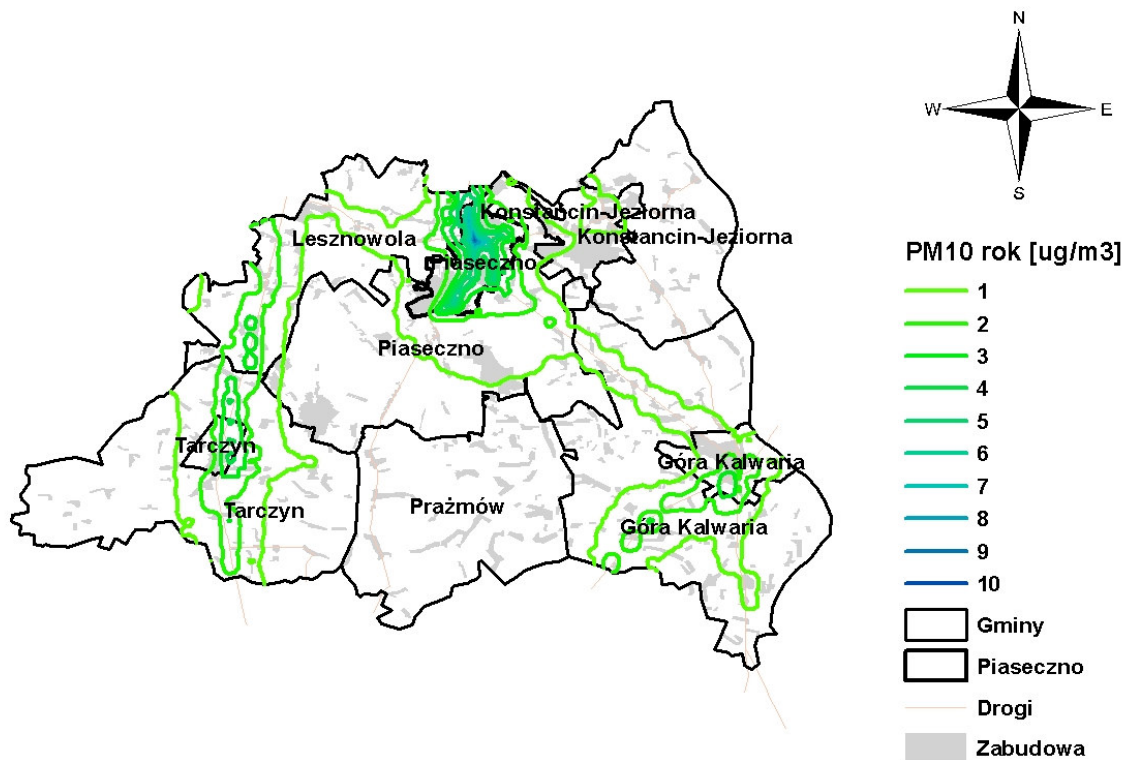 N
W E
S
Konstancin-Jeziorna
Lesznowola
Konstancin-Jeziorna
Piaseczno
Piaseczno
Tarczyn
Góra Kalwaria
Tarczyn
Prażmów
Góra Kalwaria
PM10 rok [ug/m3]
1
2
3
4
5
6
7
8
9
10
Gminy
Piaseczno
Drogi
Zabudowa